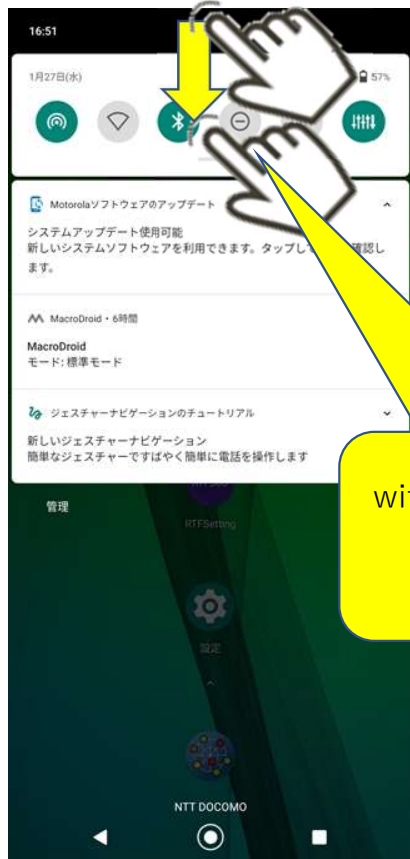 16:51
1月27日(水)
57%
Motorolaソフトウェアのアップデート
システムアップデート使用可能
新しいシステムソフトウェアを利用できます。タップして 確認し
ます。
MacroDroid・6時間
MacroDroid
モード: 標準モード
ジェスチャーナビゲーションのチュートリアル
新しいジェスチャーナビゲーション
簡単なジェスチャーですばやく簡単に電話を操作します
管理
RTFSetting
設定
NTT DOCOMO